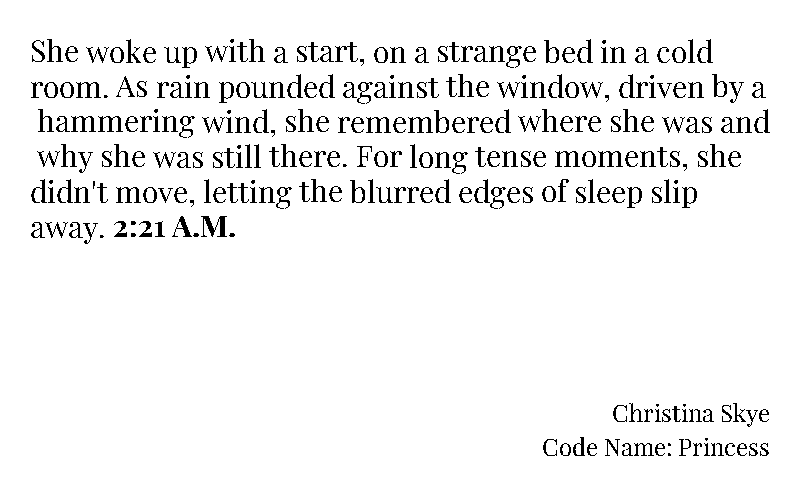 She woke up with a start, on a strange bed in a cold
room. As rain pounded against the window, driven by a
hammering wind, she remembered where she was and
why she was still there. For long tense moments, she
didn't move, letting the blurred edges of sleep slip
away. 2:21 A.M.
Christina Skye
Code Name: Princess